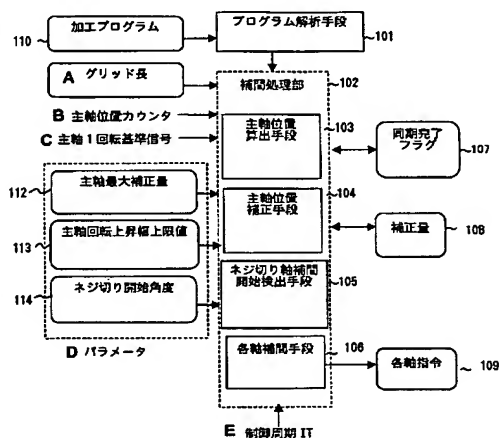 110
加工プログラム
プログラム解析手段
101
A グリッド長
102
補間処理部
B 主軸位置カウンタ
C 主軸1回転基準信号
主軸位置
算出手段
103
同期完了
フラグ
107
112
主軸最大補正量
主軸位置
補正手段
104
補正量
108
113
主軸回転上昇幅上限値
ネジ切り軸補間
開始検出手段
105
114
ネジ切り開始角度
D パラメータ
各軸補間手段
106
各軸指令
109
E 制御周期 IT